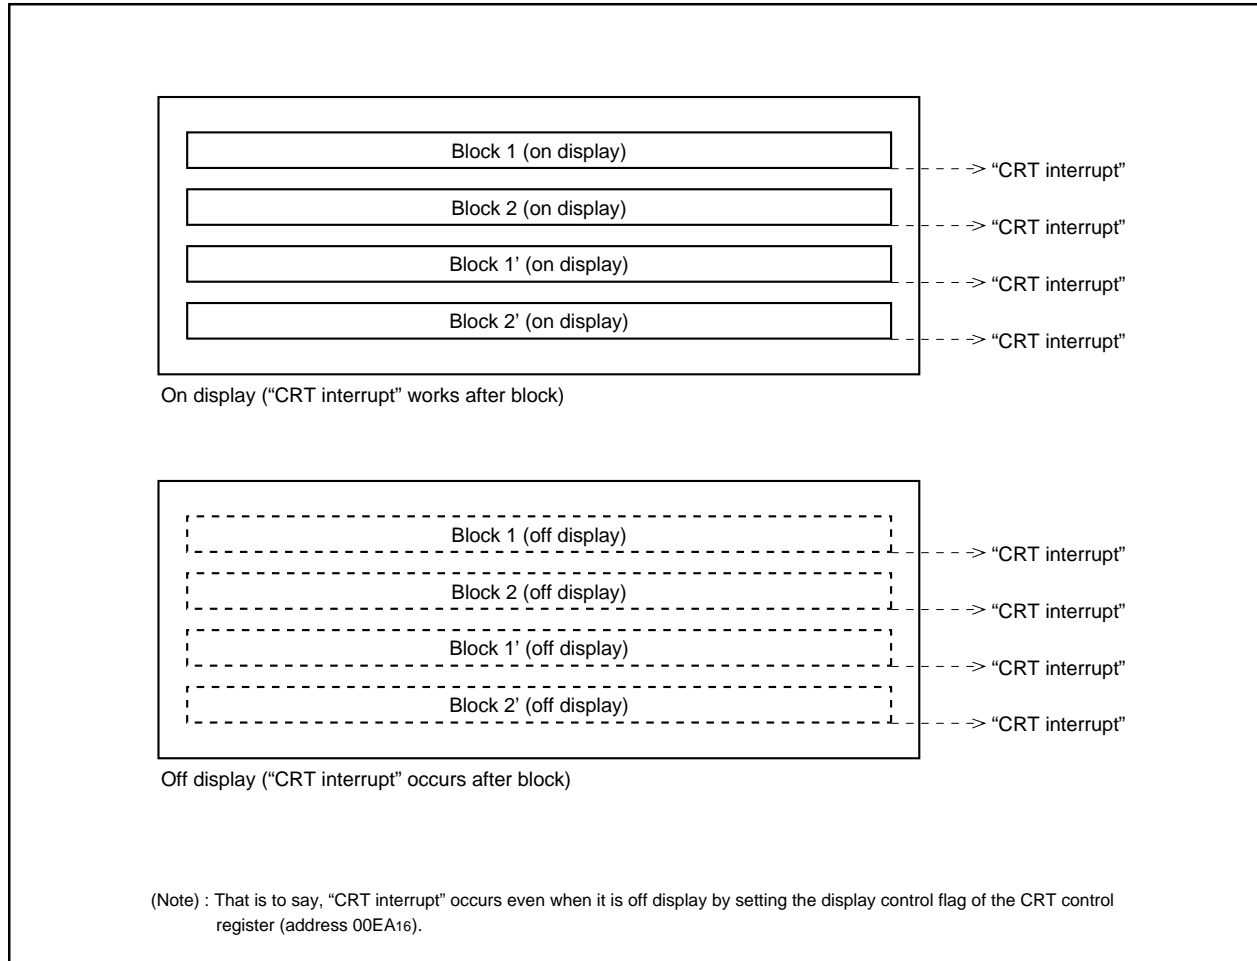 Block 1 (on display)
“CRT interrupt”
Block 2 (on display)
“CRT interrupt”
Block 1’ (on display)
“CRT interrupt”
Block 2’ (on display)
“CRT interrupt”
On display (“CRT interrupt” works after block)
Block 1 (off display)
“CRT interrupt”
Block 2 (off display)
“CRT interrupt”
Block 1’ (off display)
“CRT interrupt”
Block 2’ (off display)
“CRT interrupt”
Off display (“CRT interrupt” occurs after block)
(Note) : That is to say, “CRT interrupt” occurs even when it is off display by setting the display control flag of the CRT control
register (address 00EA16).